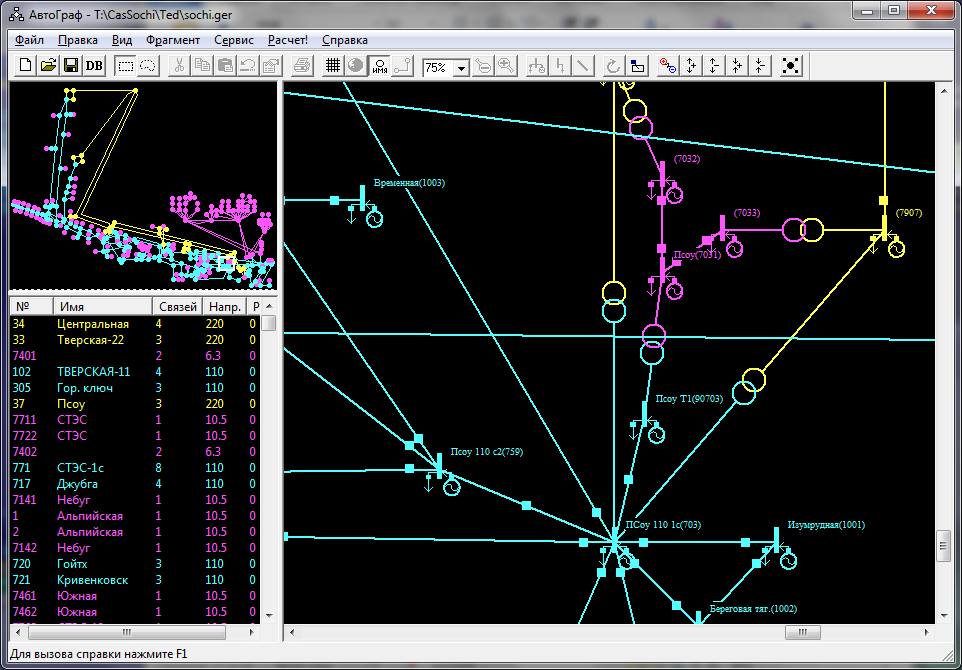 АвтоГраф - T:\CasSochi\Ted\sochi.ger
Файл Правка Вид Фрагмент Сервис Расчет! Справка
DB ИМЯ 75%
№ Имя Связей Напр. Р
34 Центральная 4 220 0
33 Тверская-22 3 220 0
7401 2 6.3 0
102 ТВЕРСКАЯ-11 4 110 0
305 Гор. ключ 3 110 0
37 Псоу 3 220 0
7711 СТЭС 1 10.5 0
7722 СТЭС 1 10.5 0
7402 2 6.3 0
771 СТЭС-1с 8 110 0
717 Джубга 4 110 0
7141 Небуг 1 10.5 0
1 Альпийская 1 10.5 0
2 Альпийская 1 10.5 0
7142 Небуг 1 10.5 0
720 Гойтх 3 110 0
721 Кривенковск 3 110 0
7461 Южная 1 10.5 0
7462 Южная 1 10.5 0
(7032)
Временная(1003)
(7033)
(7907)
Псоу(7031)
Псоу Т1(90703)
Псоу 110 с2(759)
ПСоу 110 1с(703)
Изумрудная(1001)
Береговая тяг.(1002)
Для вызова справки нажмите F1